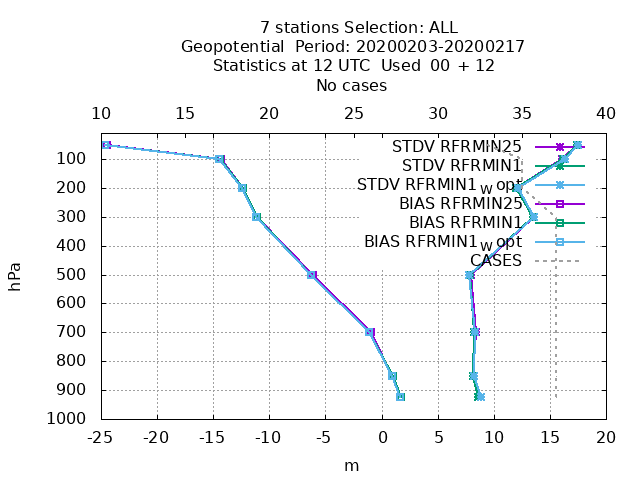 7 stations Selection: ALL
Geopotential  Period: 20200203-20200217
Statistics at 12 UTC  Used  00 + 12
No cases
10 15 20 25 30 35 40
STDV RFRMIN25
STDV RFRMIN1
STDV RFRMIN1w opt
BIAS RFRMIN25
BIAS RFRMIN1
BIAS RFRMIN1w opt
CASES
100
200
300
400
500
600
700
800
900
1000
hPa
-25 -20 -15 -10 -5 0 5 10 15 20
m